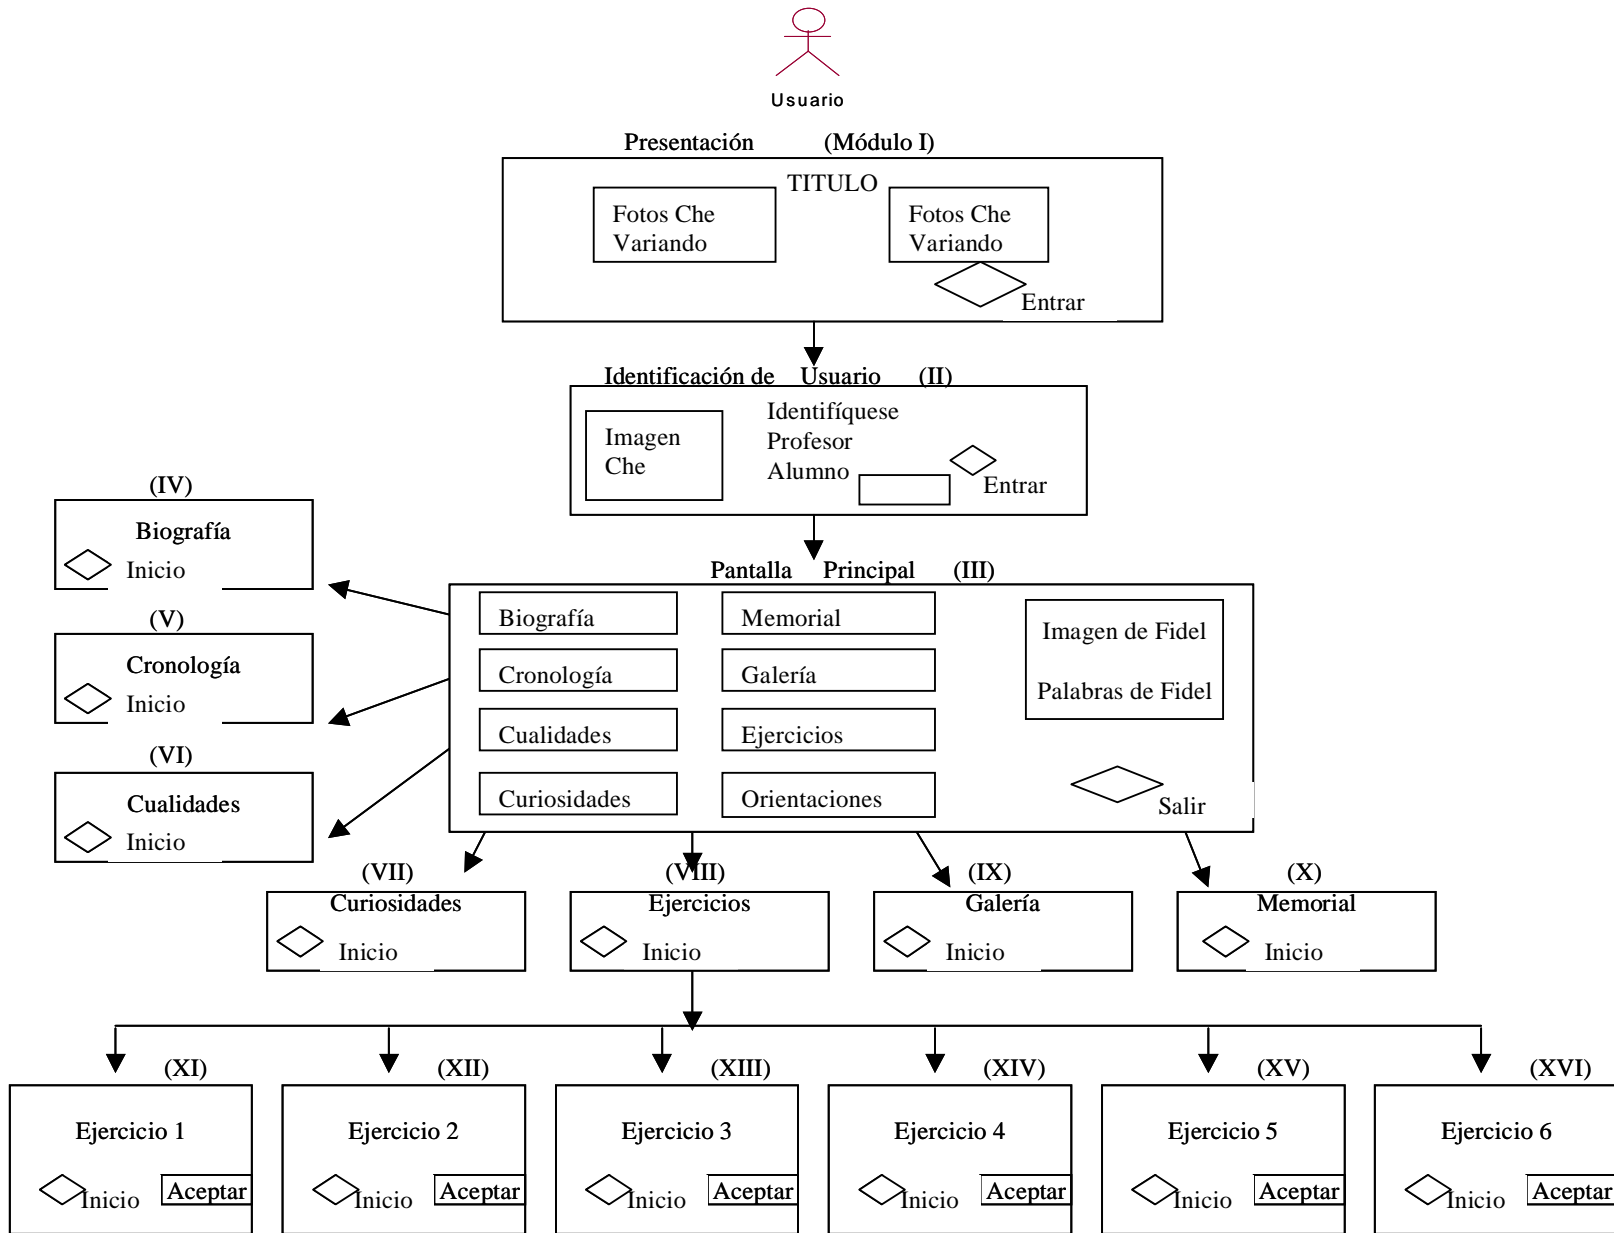 Usuario
Presentación (Módulo I)
TITULO
Fotos Che
Variando
Fotos Che
Variando
Entrar
Identificación de Usuario (II)
Imagen
Che
Identifíquese
Profesor
Alumno
Entrar
(IV)
Biografía
Inicio
(V)
Cronología
Inicio
(VI)
Cualidades
Inicio
Pantalla Principal (III)
Biografía
Memorial
Cronología
Galería
Cualidades
Ejercicios
Curiosidades
Orientaciones
Imagen de Fidel
Palabras de Fidel
Salir
(VII)
Curiosidades
Inicio
(VIII)
Ejercicios
Inicio
(IX)
Galería
Inicio
(X)
Memorial
Inicio
(XI)
Ejercicio 1
Inicio
Aceptar
(XII)
Ejercicio 2
Inicio
Aceptar
(XIII)
Ejercicio 3
Inicio
Aceptar
(XIV)
Ejercicio 4
Inicio
Aceptar
(XV)
Ejercicio 5
Inicio
Aceptar
(XVI)
Ejercicio 6
Inicio
Aceptar